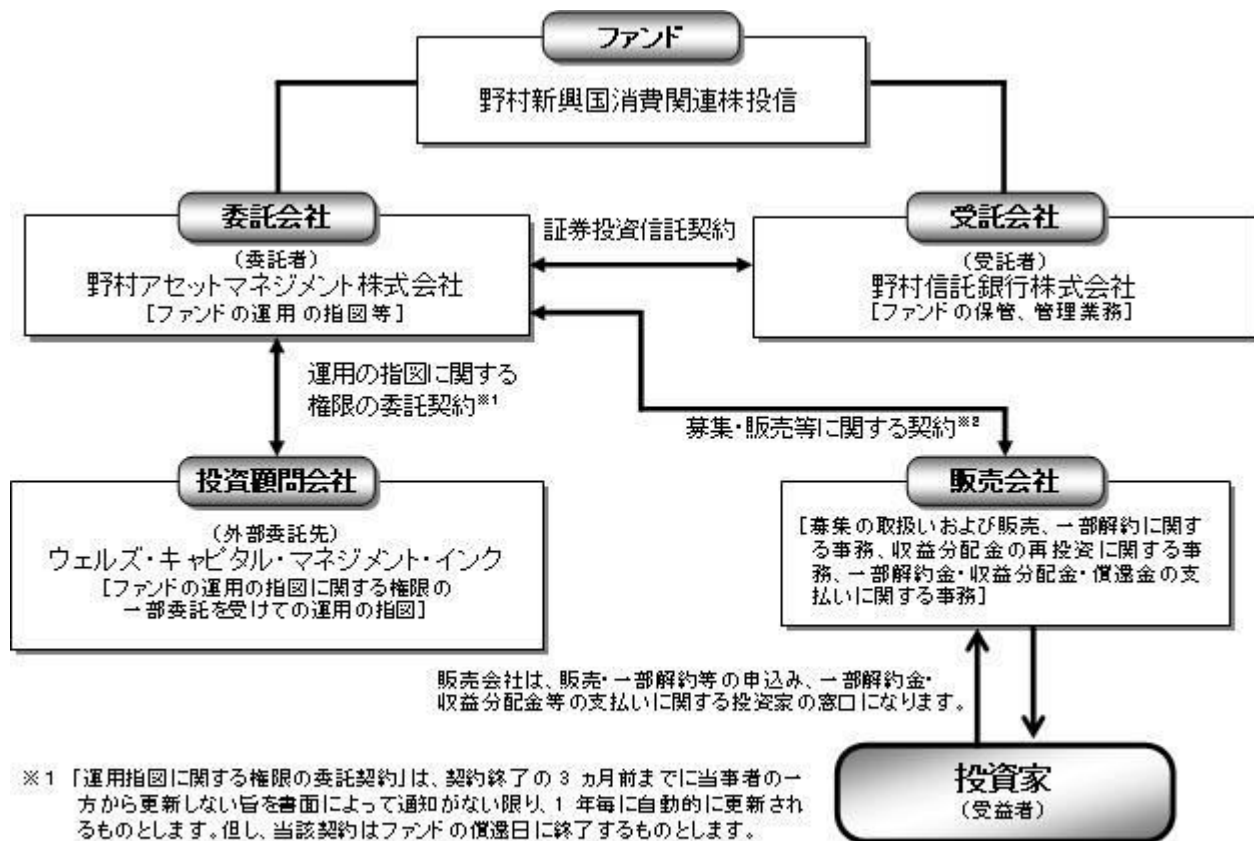 ファンド
野村新興国消費関連株投信
委託会社
(委託者)
野村アセットマネジメント株式会社
[ファンドの運用の指図等]
証券投資信託契約
受託会社
(受託者)
野村信託銀行株式会社
[ファンドの保管、管理業務]
運用の指図に関する
権限の委託契約※1
募集・販売等に関する契約※2
投資顧問会社
(外部委託先)
ウェルズ・キャピタル・マネジメント・インク
[ファンドの運用の指図に関する権限の
一部委託を受けての運用の指図]
販売会社
[募集の取扱いおよび販売、一部解約に関す
る事務、収益分配金の再投資に関する事
務、一部解約金・収益分配金・償還金の支
払いに関する事務]
販売会社は、販売・一部解約等の申込み、一部解約金・
収益分配金等の支払いに関する投資家の窓口になります。
投資家
(受益者)
※1 「運用指図に関する権限の委託契約」は、契約終了の 3 ヵ月前までに当事者の一
方から更新しない旨を書面によって通知がない限り、1 年毎に自動的に更新され
るものとします。但し、当該契約はファンドの償還日に終了するものとします。